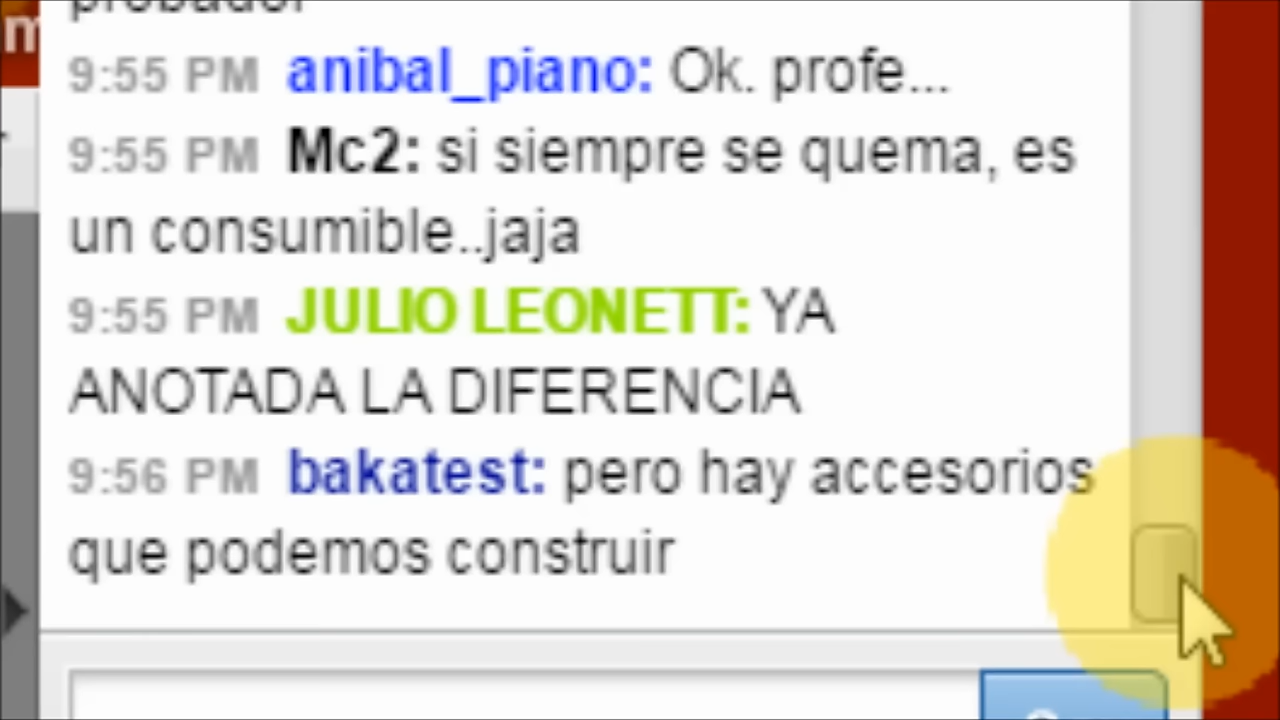 probador
9:55 PM anibal_piano: Ok. profe...
9:55 PM Mc2: si siempre se quema, es
un consumible..jaja
9:55 PM JULIO LEONETT: YA
ANOTADA LA DIFERENCIA
9:56 PM bakatest: pero hay accesorios
que podemos construir